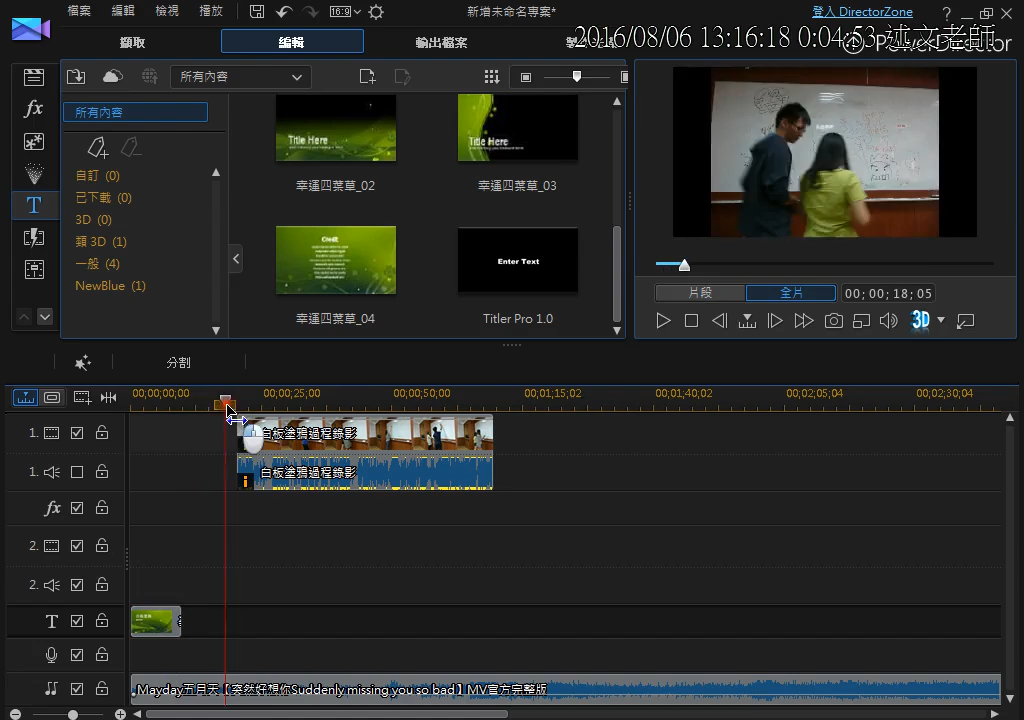 檔案 編輯 檢視 播放 16:9 新增未命名專案* 登入 DirectorZone ?
擷取 編輯 輸出檔案 製
2016/08/06 13:16:18 0:04:53 述文老師
PowerDirector
所有內容
所有內容
自訂 (0)
已下載 (0)
3D (0)
類 3D (1)
一般 (4)
NewBlue (1)
Title Here
Title Here
幸運四葉草_02 幸運四葉草_03
Enter Text
幸運四葉草_04 Titler Pro 1.0
片段 全片 00; 00; 18; 05
3D
分割
00;00;00;00 00;00;25;00 00;00;50;00 00;01;15;02 00;01;40;02 00;02;05;04 00;02;30;04
1. 白板塗鴉過程錄影
1. 白板塗鴉過程錄影
fx
2.
2.
T
Mayday五月天【突然好想你Suddenly missing you so bad】MV官方完整版